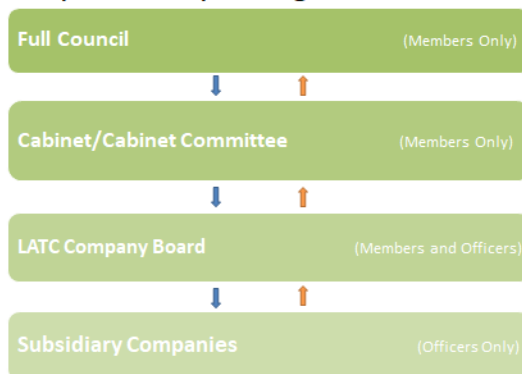 Full Council (Members Only)
Cabinet/Cabinet Committee (Members Only)
LATC Company Board (Members and Officers)
Subsidiary Companies (Officers Only)